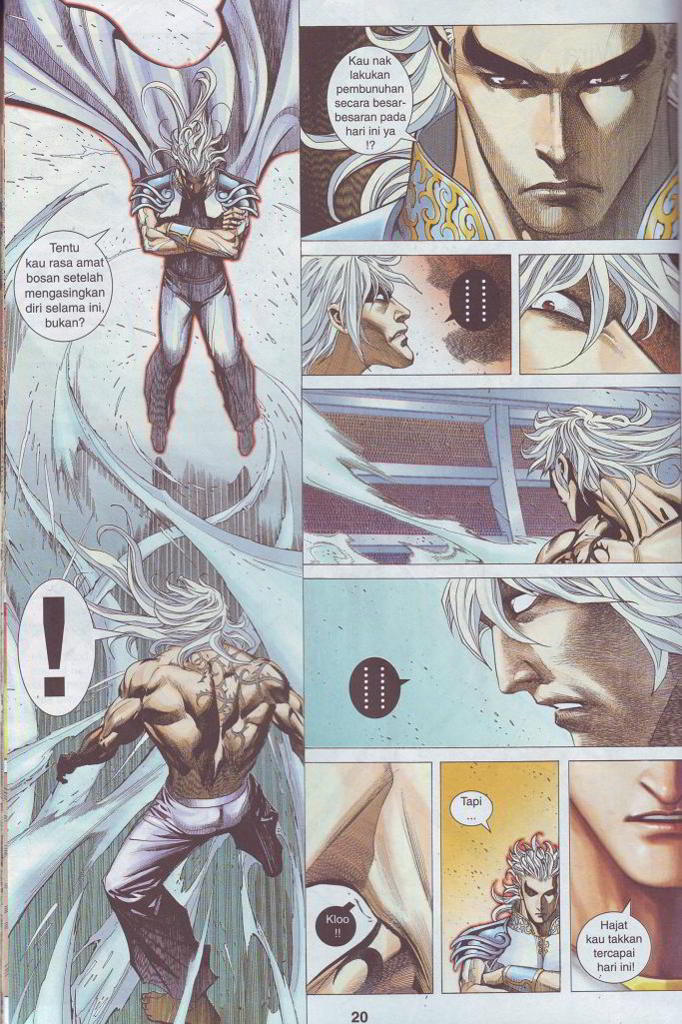 Tentu
kau rasa amat
bosan setelah
mengasingkan
diri selama ini,
bukan?
!
Kau nak
lakukan
pembunuhan
secara besar-
besaran pada
hari ini ya
!?
Kloo
!!
Tapi
...
Hajat
kau takkan
tercapai
hari ini!
20